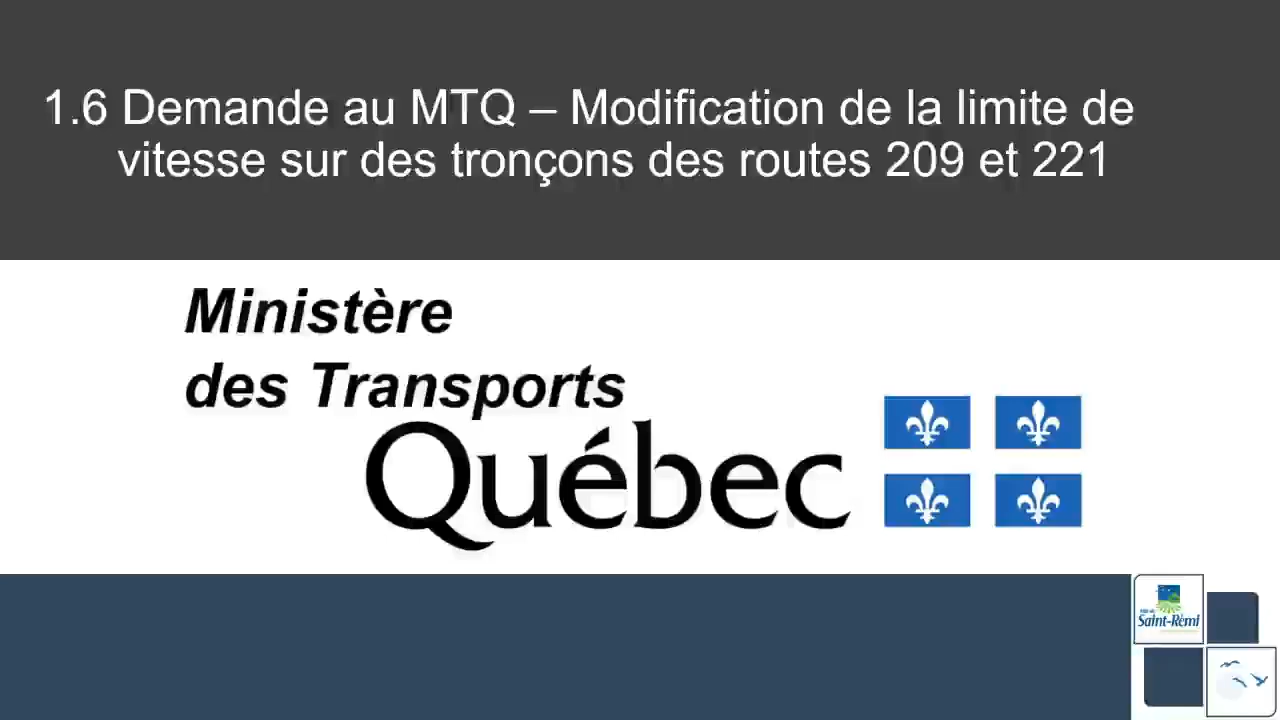 1.6 Demande au MTQ – Modification de la limite de
vitesse sur des tronçons des routes 209 et 221
Ministère
des Transports
Québec
Saint-Rémi